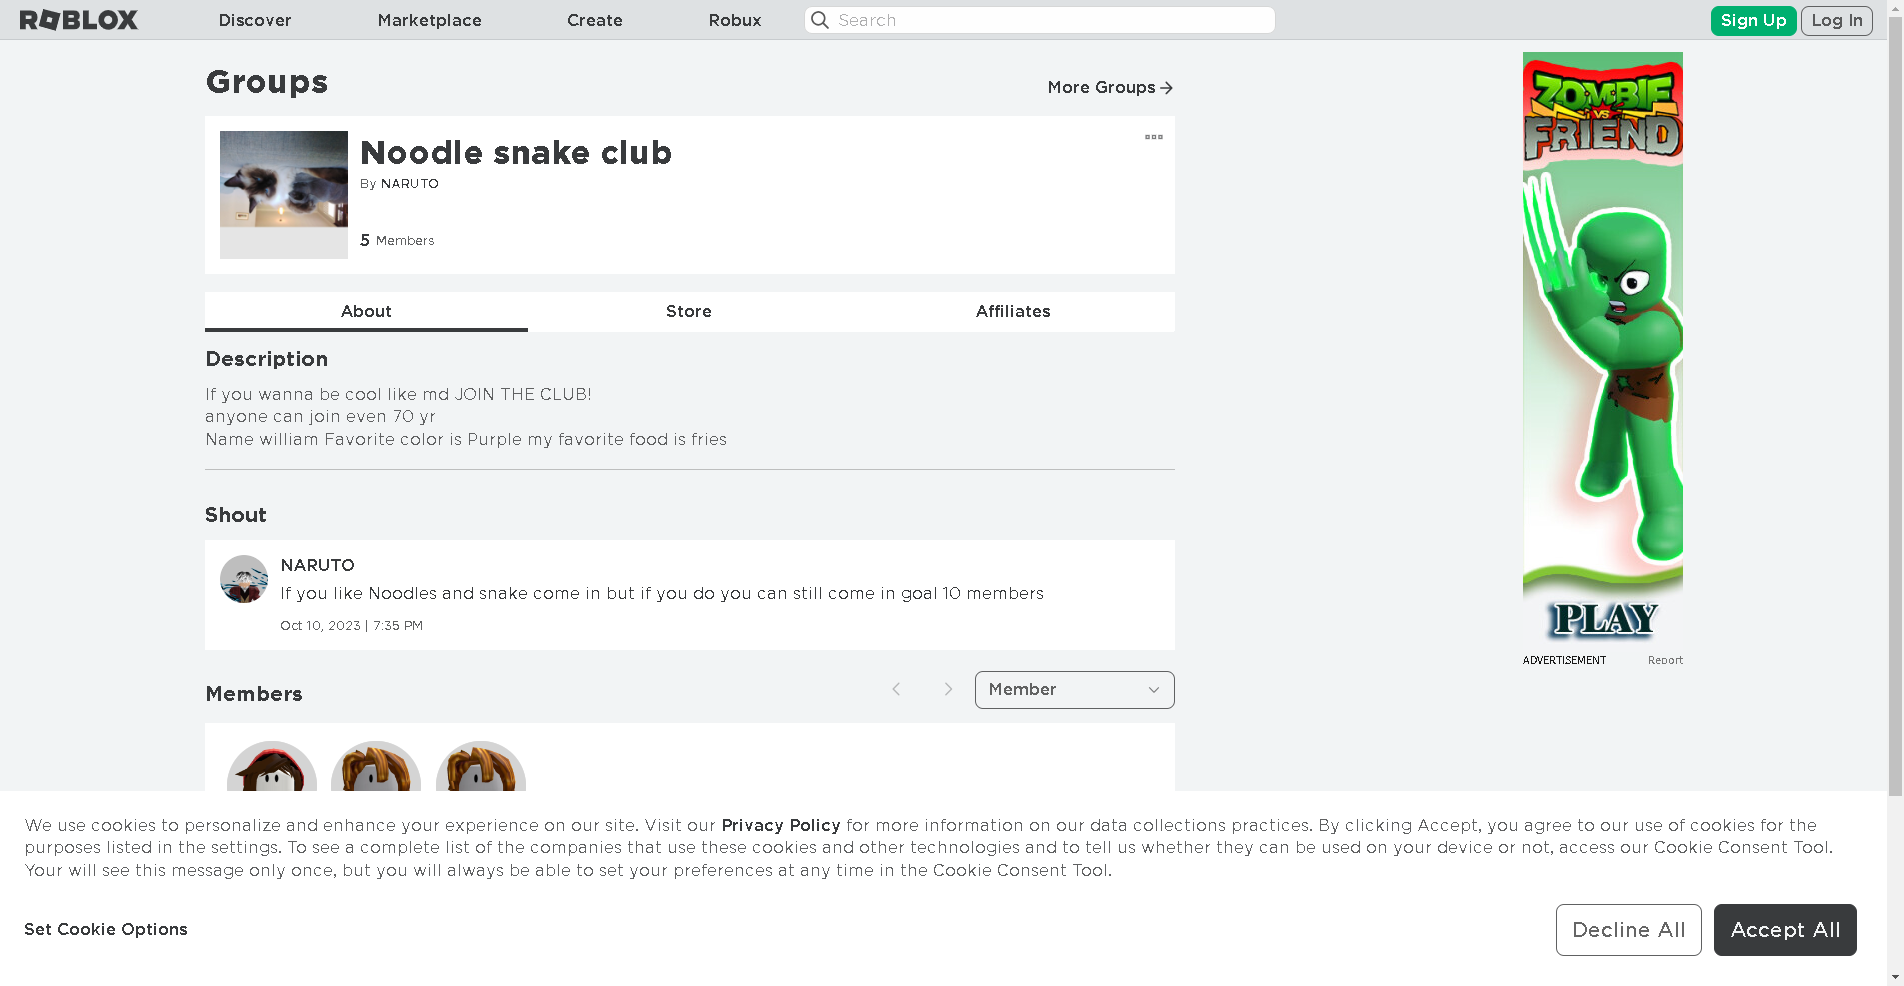 ROBLOX
Discover
Marketplace
Create
Robux
Search
Sign Up
Log In
Groups
More Groups
Noodle snake club
By NARUTO
5 Members
About
Store
Affiliates
Description
If you wanna be cool like md JOIN THE CLUB!
anyone can join even 70 yr
Name william Favorite color is Purple my favorite food is fries
Shout
NARUTO
If you like Noodles and snake come in but if you do you can still come in goal 10 members
Oct 10, 2023 | 7:35 PM
Members
Member
ZOMBIE
VS
FRIEND
PLAY
ADVERTISEMENT
Report
We use cookies to personalize and enhance your experience on our site. Visit our Privacy Policy for more information on our data collections practices. By clicking Accept, you agree to our use of cookies for the
purposes listed in the settings. To see a complete list of the companies that use these cookies and other technologies and to tell us whether they can be used on your device or not, access our Cookie Consent Tool.
Your will see this message only once, but you will always be able to set your preferences at any time in the Cookie Consent Tool.
Set Cookie Options
Decline All
Accept All